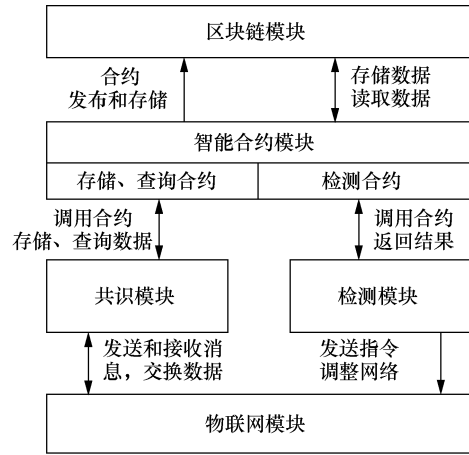 区块链模块
合约
发布和存储
存储数据
读取数据
智能合约模块
存储、查询合约
检测合约
调用合约
存储、查询数据
调用合约
返回结果
共识模块
检测模块
发送和接收消
息，交换数据
发送指令
调整网络
物联网模块